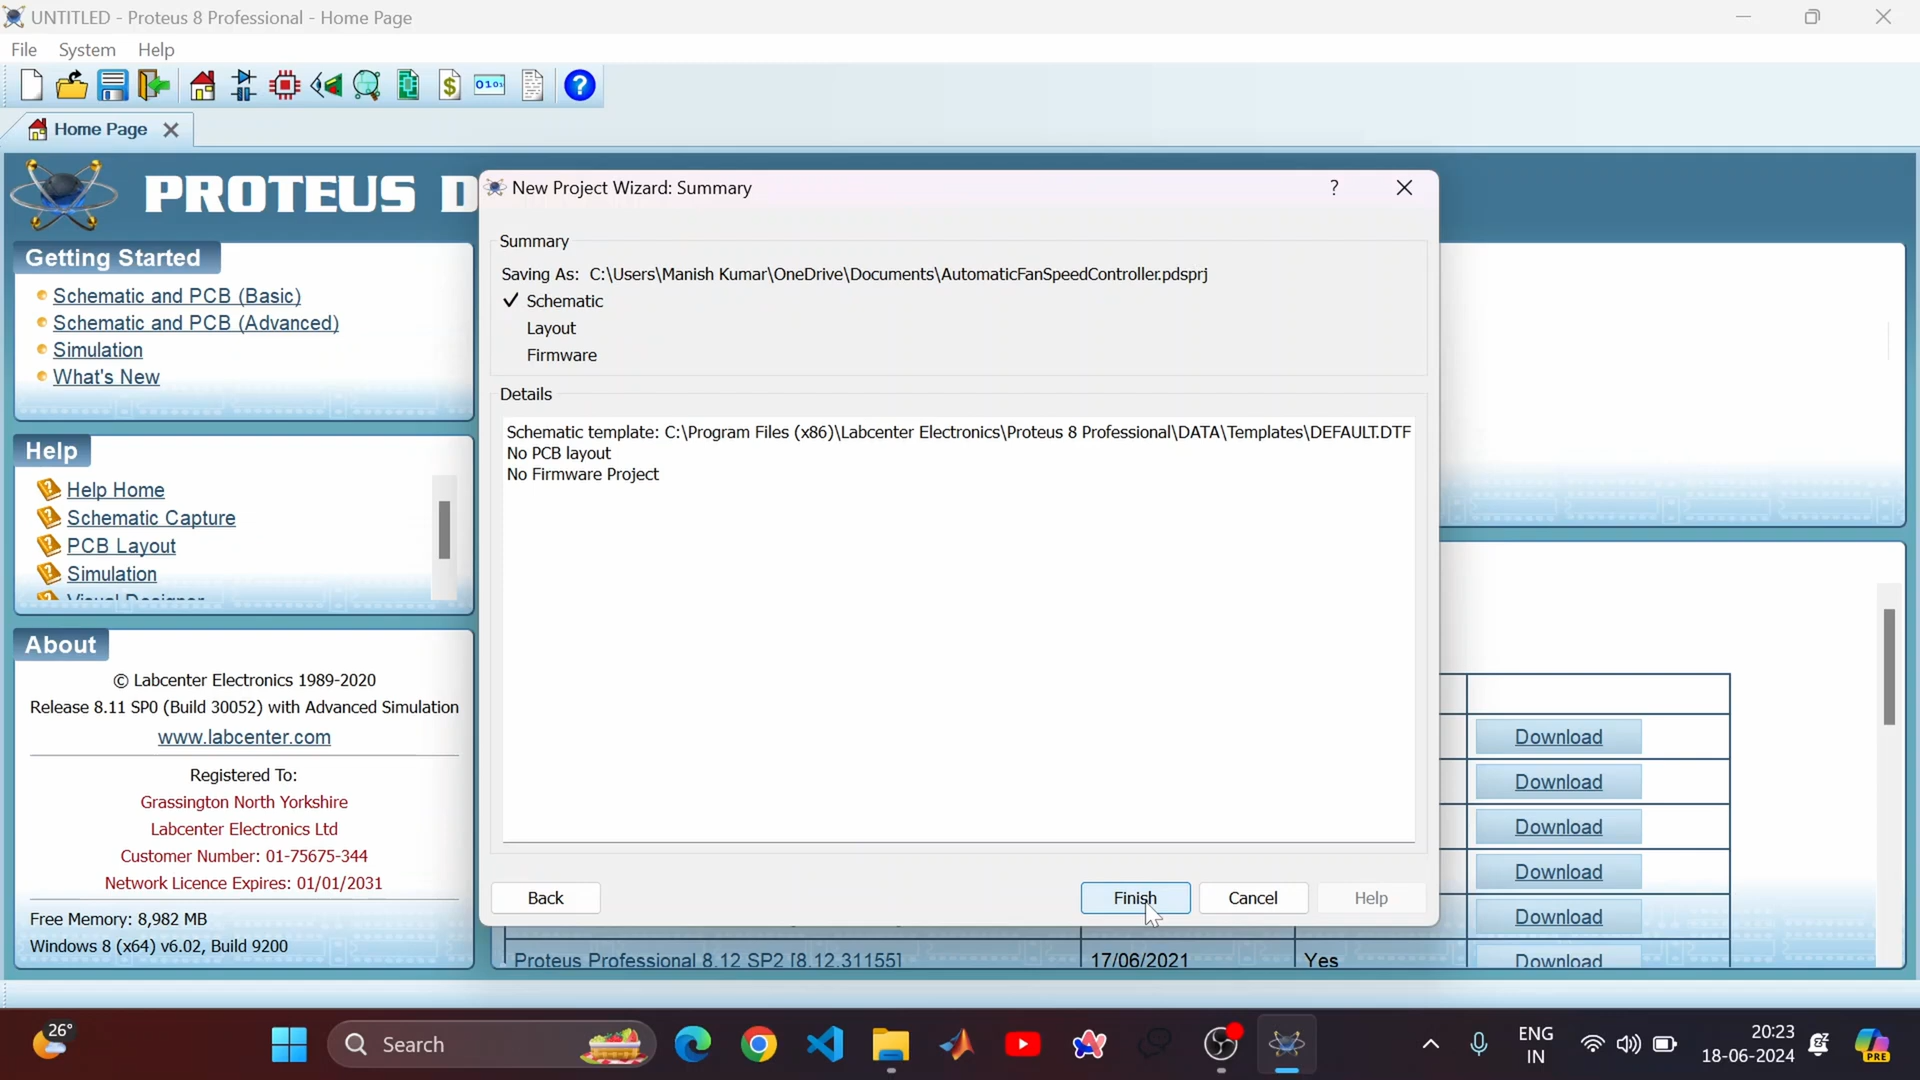 UNTITLED - Proteus 8 Professional - Home Page
File System Help
Home Page
PROTEUS D
Getting Started
Schematic and PCB (Basic)
Schematic and PCB (Advanced)
Simulation
What's New
Help
Help Home
Schematic Capture
PCB Layout
Simulation
Visual Designer
About
© Labcenter Electronics 1989-2020
Release 8.11 SP0 (Build 30052) with Advanced Simulation
www.labcenter.com
Registered To:
Grassington North Yorkshire
Labcenter Electronics Ltd
Customer Number: 01-75675-344
Network Licence Expires: 01/01/2031
Free Memory: 8,982 MB
Windows 8 (x64) v6.02, Build 9200
New Project Wizard: Summary
Summary
Saving As: C:\Users\Manish Kumar\OneDrive\Documents\AutomaticFanSpeedController.pdsprj
Schematic
Layout
Firmware
Details
Schematic template: C:\Program Files (x86)\Labcenter Electronics\Proteus 8 Professional\DATA\Templates\DEFAULT.DTF
No PCB layout
No Firmware Project
Back Finish Cancel Help
Download
Download
Download
Download
Download
Proteus Professional 8.12 SP2 [8.12.31155] 17/06/2021 Yes Download
26°
Search
ENG
IN
20:23
18-06-2024
PRE